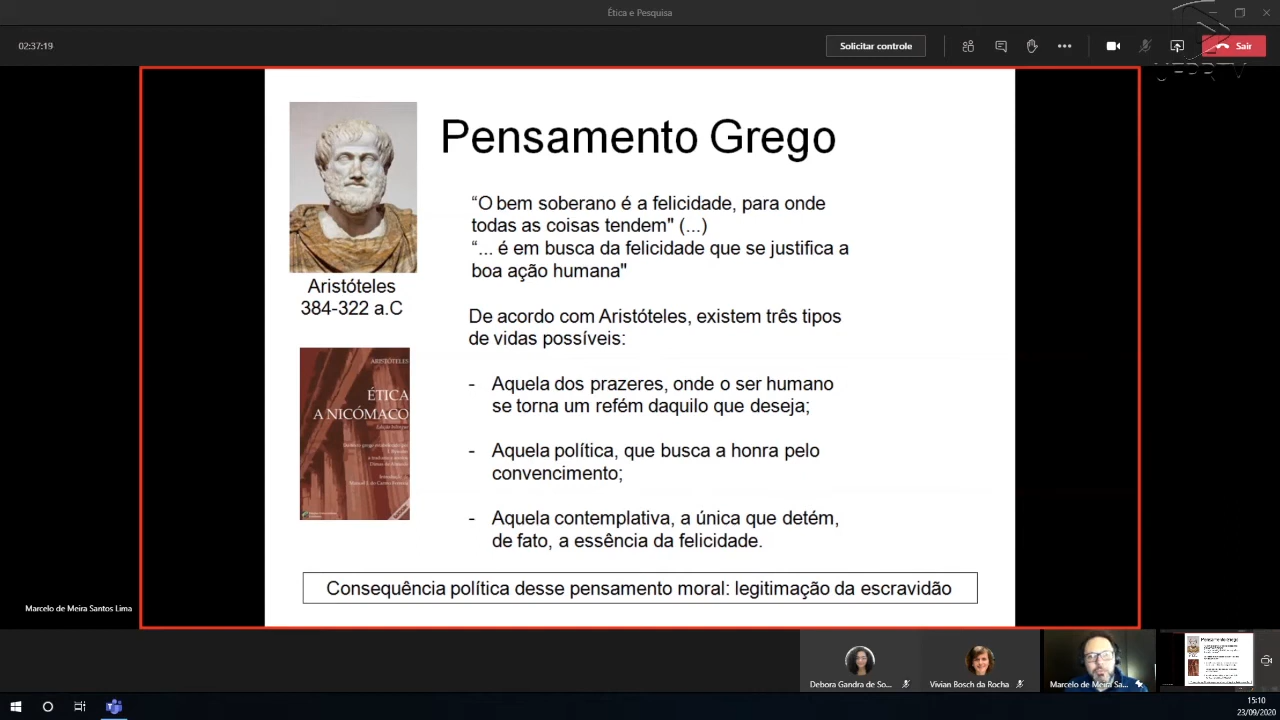 Ética e Pesquisa
02:37:19
Solicitar controle
Sair
Pensamento Grego
“O bem soberano é a felicidade, para onde
todas as coisas tendem" (...)
“... é em busca da felicidade que se justifica a
boa ação humana"
Aristóteles
384-322 a.C
De acordo com Aristóteles, existem três tipos
de vidas possíveis:
- Aquela dos prazeres, onde o ser humano
se torna um refém daquilo que deseja;
- Aquela política, que busca a honra pelo
convencimento;
- Aquela contemplativa, a única que detém,
de fato, a essência da felicidade.
ARISTÓTELES
ÉTICA
A NICÓMACO
Consequência política desse pensamento moral: legitimação da escravidão
Marcelo de Meira Santos Lima
Debora Gandra de So...
Vivian Bosch da Rocha
Marcelo de Meira Sa...
Pensamento Grego
15:10
23/09/2020